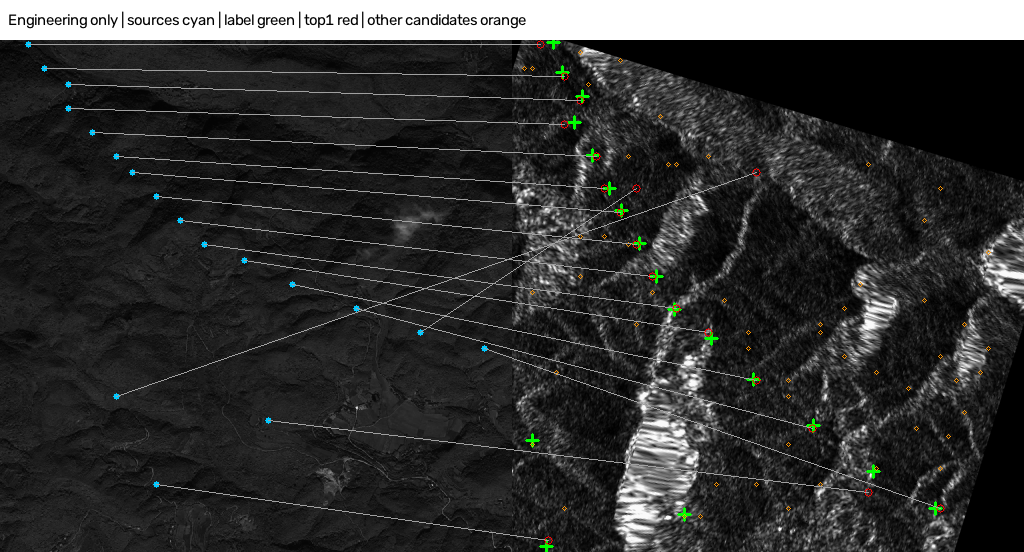 Engineering only | sources cyan | label green | top1 red | other candidates orange